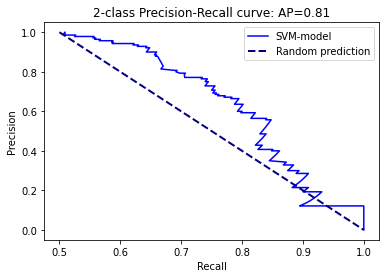 2-class Precision-Recall curve: AP=0.81
SVM-model
Random prediction
Precision
1.0
0.8
0.6
0.4
0.2
0.0
0.5 0.6 0.7 0.8 0.9 1.0
Recall